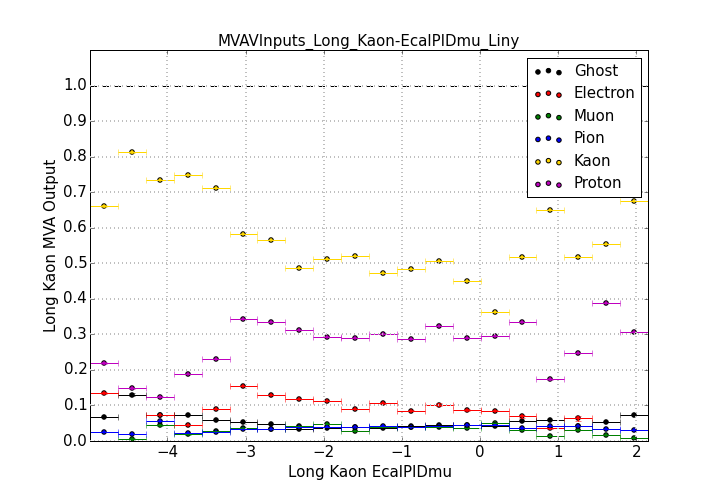 MVAVInputs_Long_Kaon-EcalPIDmu_Liny
Long Kaon MVA Output
1.0
0.9
0.8
0.7
0.6
0.5
0.4
0.3
0.2
0.1
0.0
Ghost
Electron
Muon
Pion
Kaon
Proton
−4 −3 −2 −1 0 1 2
Long Kaon EcalPIDmu